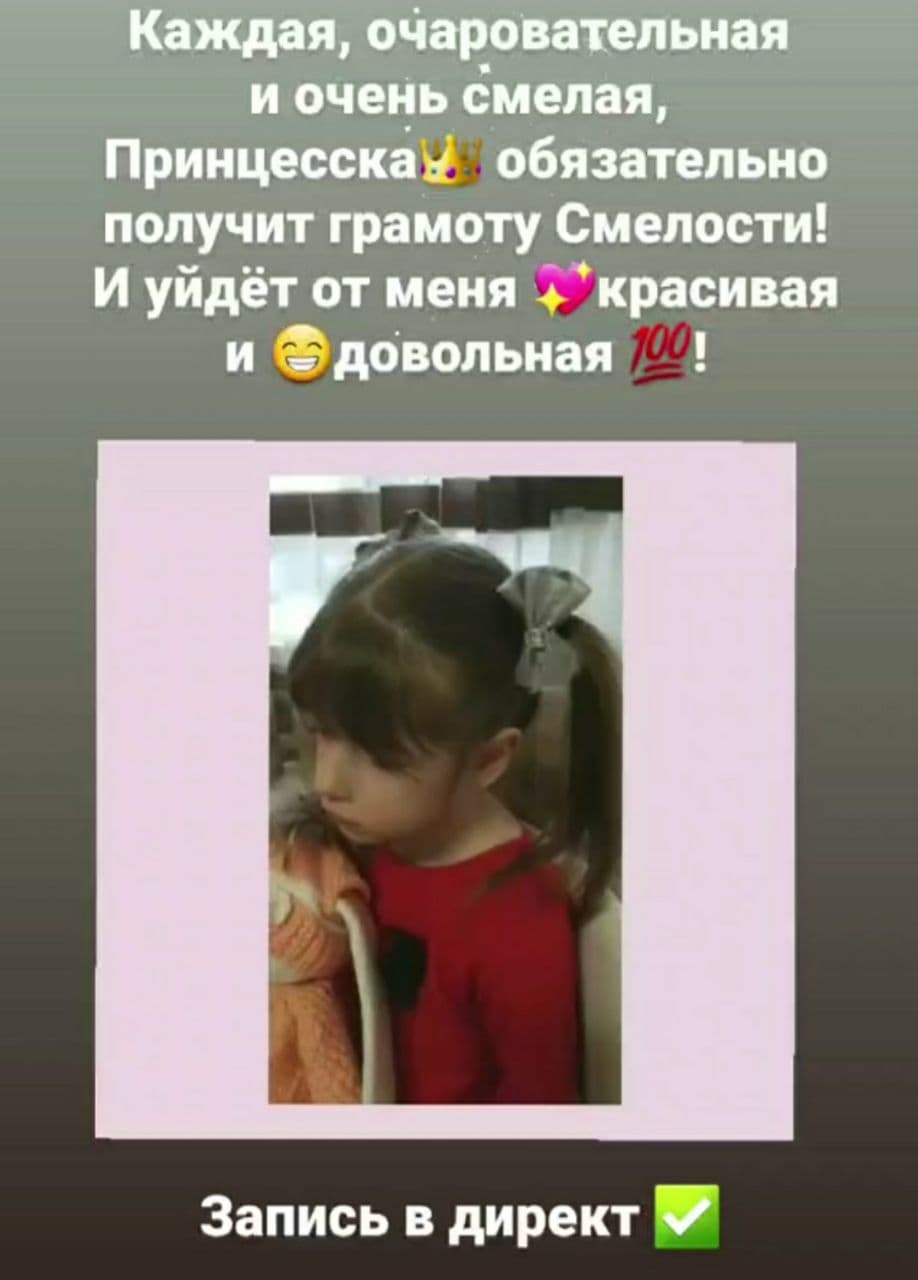 Каждая, очаровательная
и очень смелая,
Принцесска👑 обязательно
получит грамоту Смелости!
И уйдёт от меня 💖красивая
и 😁довольная 💯!
Запись в директ ✅